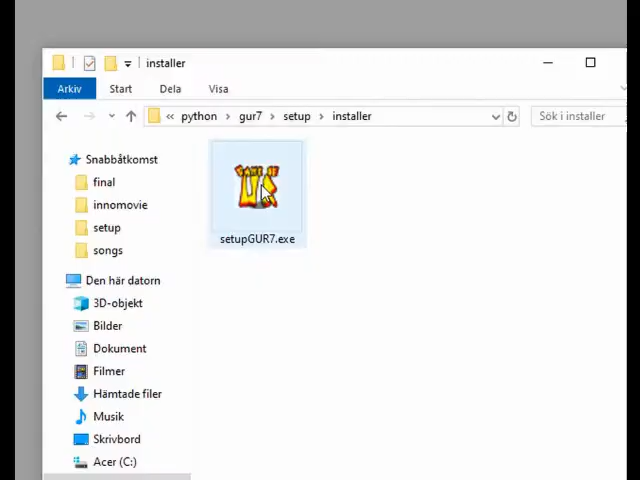 installer
Arkiv Start Dela Visa
« python > gur7 > setup > installer
Sök i installer
Snabbåtkomst
final
innomovie
setup
songs
Den här datorn
3D-objekt
Bilder
Dokument
Filmer
Hämtade filer
Musik
Skrivbord
Acer (C:)
setupGUR7.exe